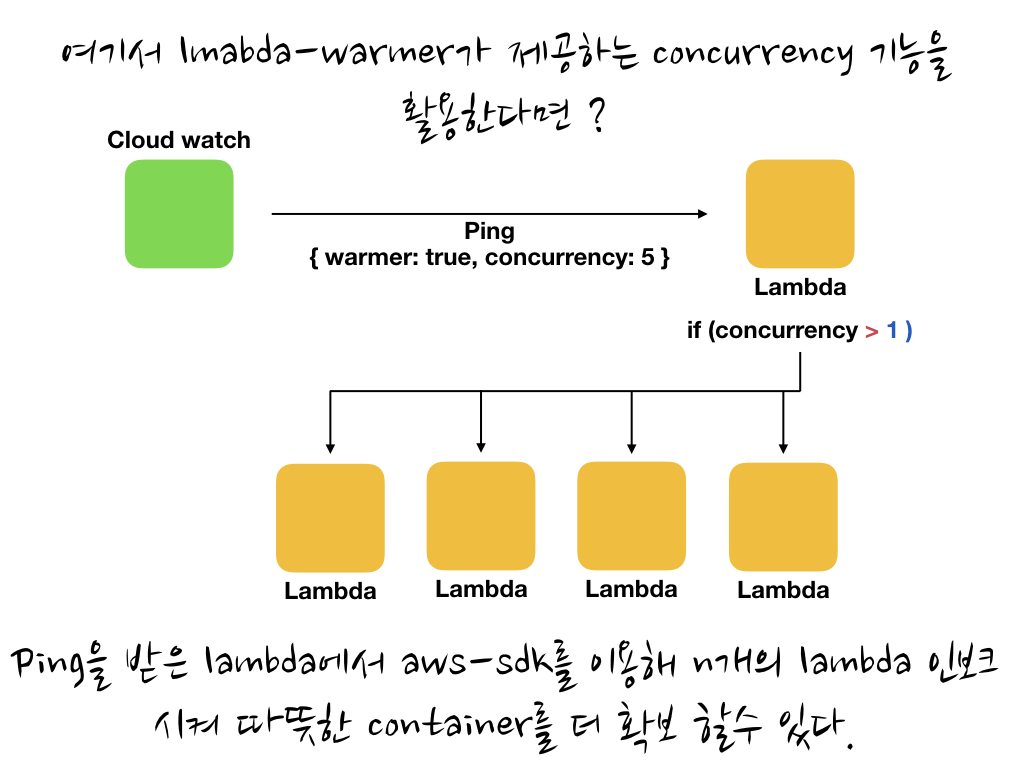 여기서 lmabda-warmer가 제공하는 concurrency 기능을
활용한다면 ?
Cloud watch
Ping
{ warmer: true, concurrency: 5 }
Lambda
if (concurrency > 1 )
Lambda
Lambda
Lambda
Lambda
Ping을 받은 lambda에서 aws-sdk를 이용해 n개의 lambda 인보크
시켜 따뜻한 container를 더 확보 할수 있다.